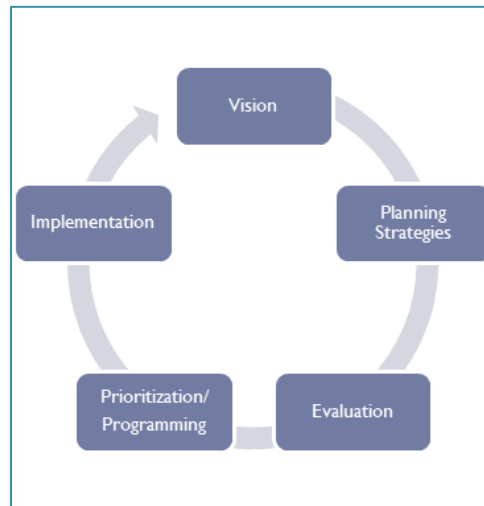 Vision
Planning
Strategies
Evaluation
Prioritization/
Programming
Implementation